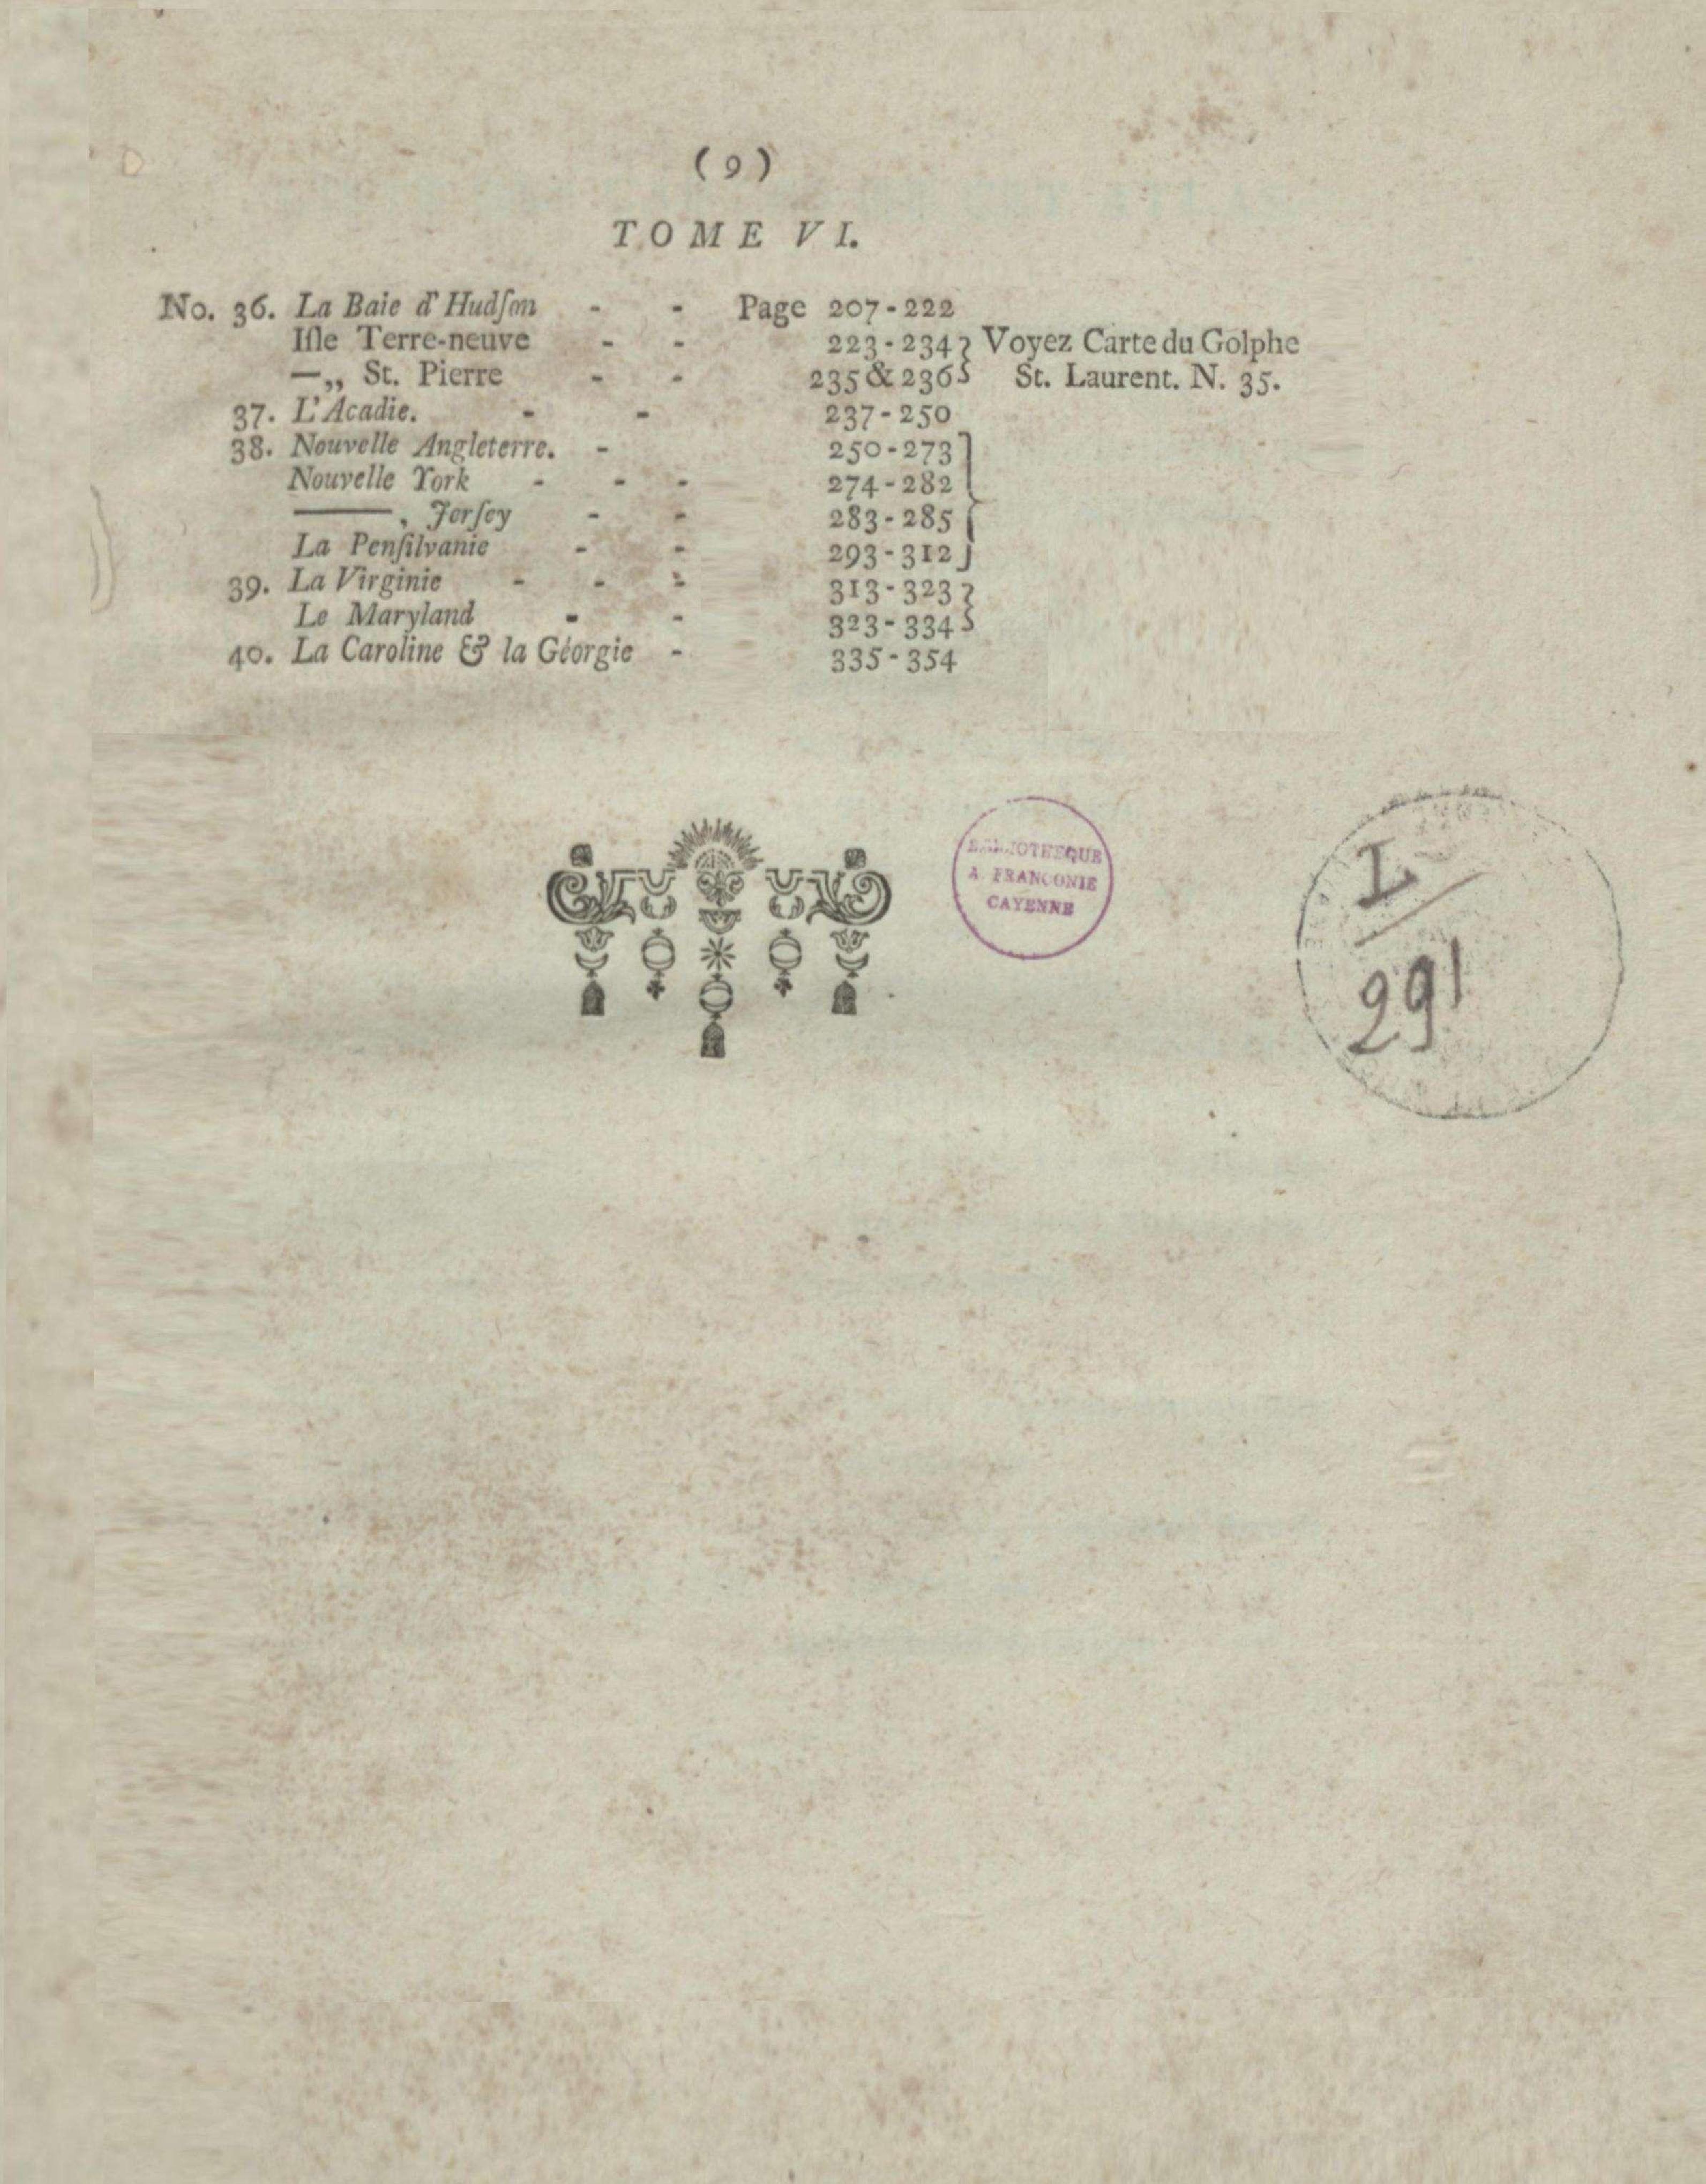 (9)
TOME VI.
No. 36. La Baie d'Hudſon - - Page 207-222
Iſle Terre-neuve - - 223-234 } Voyez Carte du Golphe
—„ St. Pierre - - 235 & 236 } St. Laurent. N. 35.
37. L'Acadie. - - 237-250
38. Nouvelle Angleterre. - 250-273
Nouvelle York - - - 274-282
———, Jerſey - - 283-285
La Penſilvanie - - 293-312
39. La Virginie - - - 313-323
Le Maryland - - 323-334
40. La Caroline & la Géorgie - 335-354
BIBLIOTHEQUE
A. FRANCONIE
CAYENNE
I
291